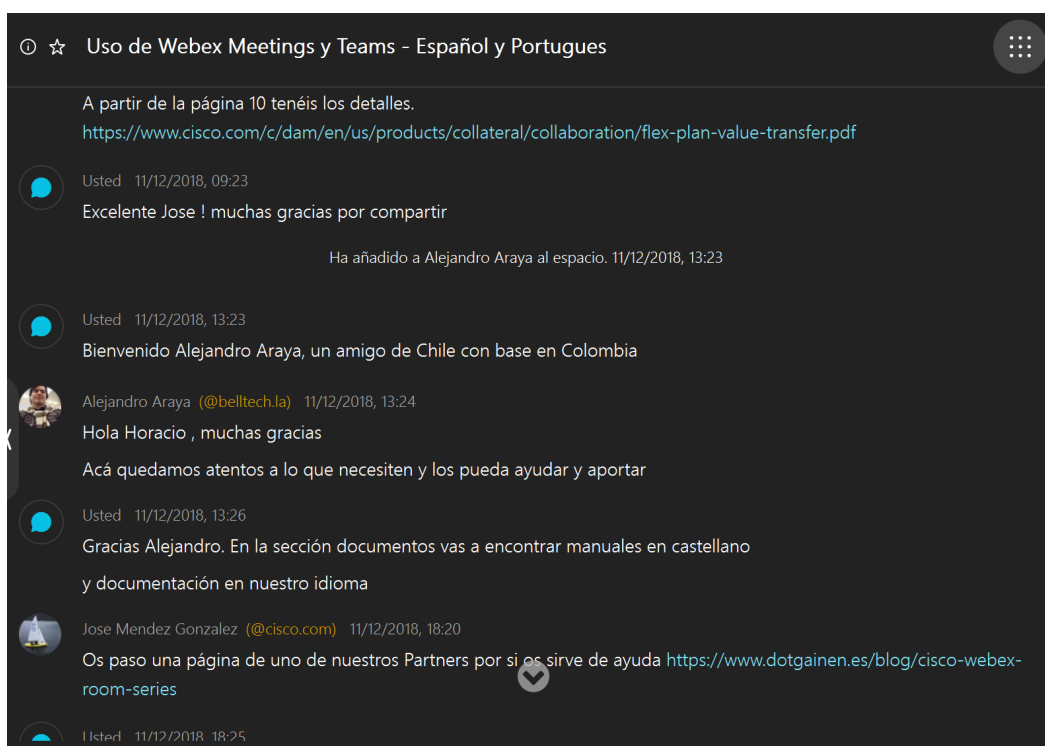 Uso de Webex Meetings y Teams - Español y Portugues
A partir de la página 10 tenéis los detalles.
https://www.cisco.com/c/dam/en/us/products/collateral/collaboration/flex-plan-value-transfer.pdf
Usted 11/12/2018, 09:23
Excelente Jose ! muchas gracias por compartir
Ha añadido a Alejandro Araya al espacio. 11/12/2018, 13:23
Usted 11/12/2018, 13:23
Bienvenido Alejandro Araya, un amigo de Chile con base en Colombia
Alejandro Araya (@belltech.la) 11/12/2018, 13:24
Hola Horacio , muchas gracias
Acá quedamos atentos a lo que necesiten y los pueda ayudar y aportar
Usted 11/12/2018, 13:26
Gracias Alejandro. En la sección documentos vas a encontrar manuales en castellano
y documentación en nuestro idioma
Jose Mendez Gonzalez (@cisco.com) 11/12/2018, 18:20
Os paso una página de uno de nuestros Partners por si os sirve de ayuda https://www.dotgainen.es/blog/cisco-webex-
room-series
Usted 11/12/2018, 18:25